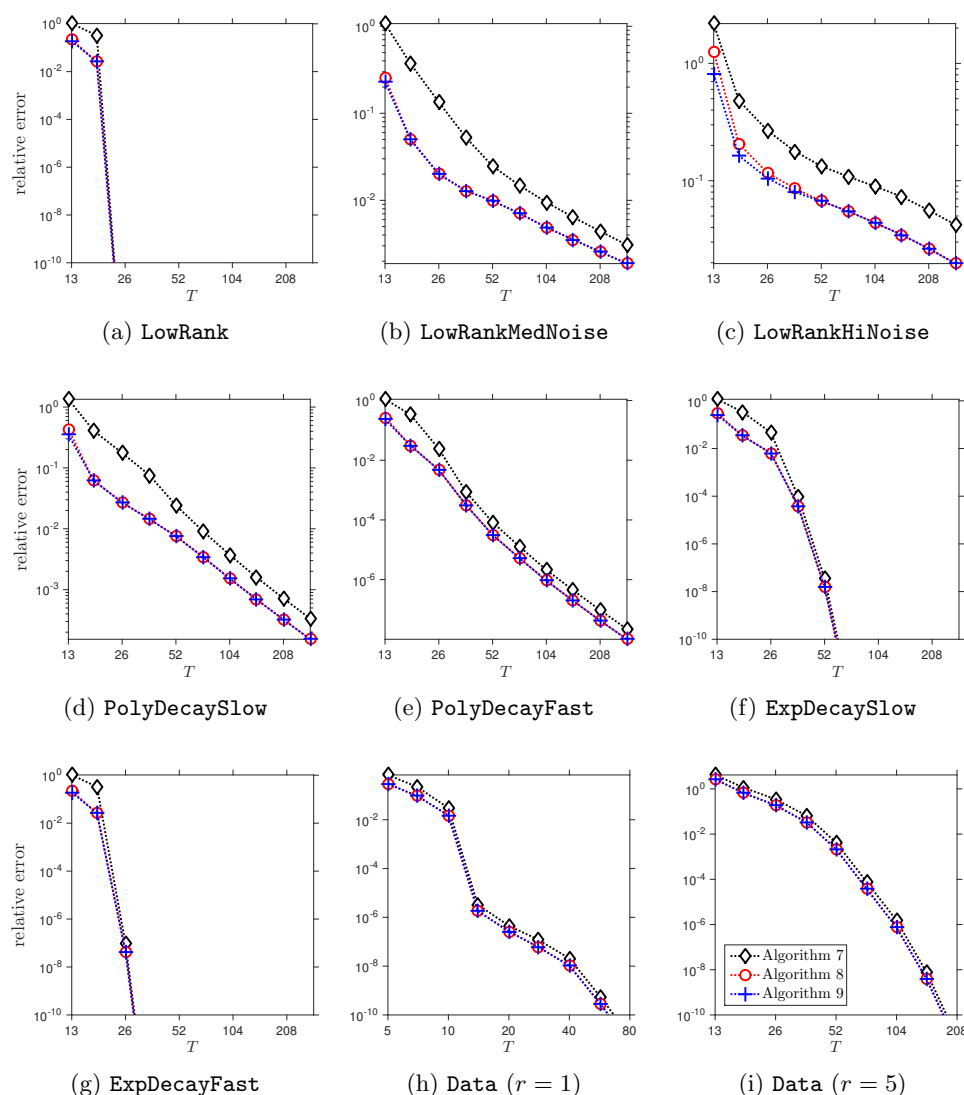 10^0
10^-2
10^-4
10^-6
10^-8
10^-10
relative error
13 26 52 104 208
T
(a) LowRank
10^0
10^-1
10^-2
13 26 52 104 208
T
(b) LowRankMedNoise
10^0
10^-1
13 26 52 104 208
T
(c) LowRankHiNoise
10^0
10^-1
10^-2
10^-3
relative error
13 26 52 104 208
T
(d) PolyDecaySlow
10^0
10^-2
10^-4
10^-6
13 26 52 104 208
T
(e) PolyDecayFast
10^0
10^-2
10^-4
10^-6
10^-8
10^-10
13 26 52 104 208
T
(f) ExpDecaySlow
10^0
10^-2
10^-4
10^-6
10^-8
10^-10
relative error
13 26 52 104 208
T
(g) ExpDecayFast
10^-2
10^-4
10^-6
10^-8
10^-10
5 10 20 40 80
T
(h) Data (r = 1)
10^0
10^-2
10^-4
10^-6
10^-8
10^-10
Algorithm 7
Algorithm 8
Algorithm 9
13 26 52 104 208
T
(i) Data (r = 5)